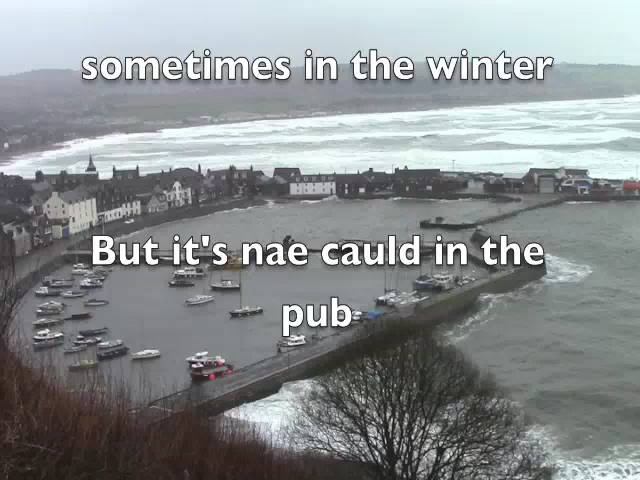 sometimes in the winter
But it's nae cauld in the
pub